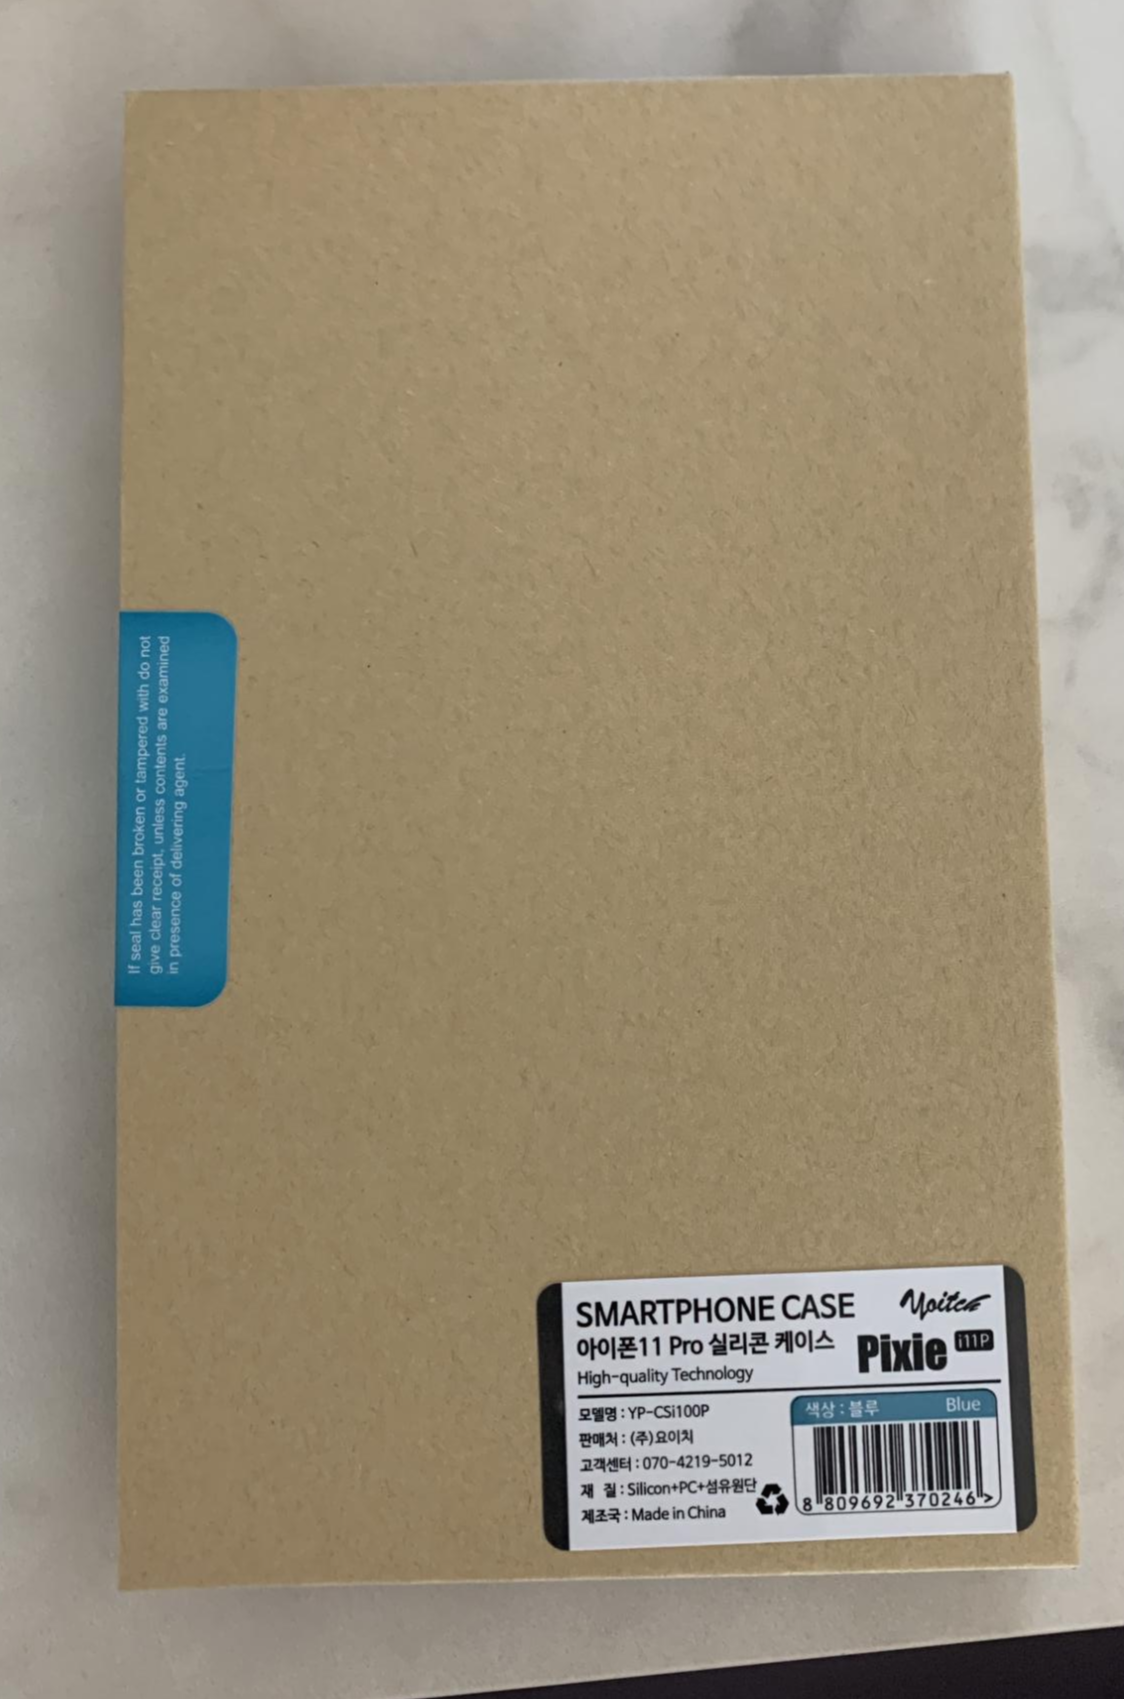 If seal has been broken or tampered with do not
give clear receipt, unless contents are examined
in presence of delivering agent.
SMARTPHONE CASE
Yoitch
아이폰11 Pro 실리콘 케이스
Pixie i11P
High-quality Technology
모델명 : YP-CSi100P
판매처 : (주)요이치
고객센터 : 070-4219-5012
재 질 : Silicon+PC+섬유원단
제조국 : Made in China
색상 : 블루 Blue
8 809692 370246 >